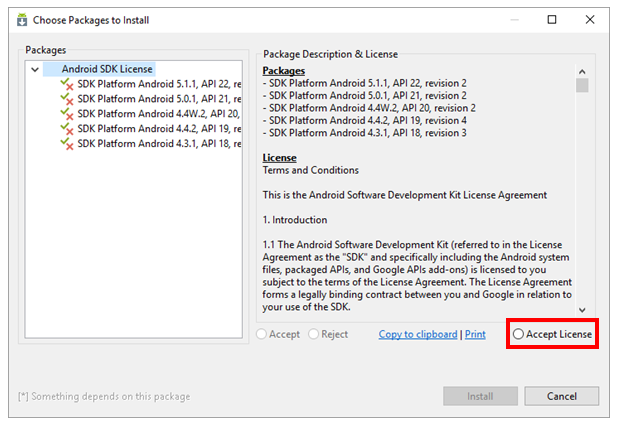 Choose Packages to Install
Packages
Android SDK License
SDK Platform Android 5.1.1, API 22, re
SDK Platform Android 5.0.1, API 21, re
SDK Platform Android 4.4W.2, API 20,
SDK Platform Android 4.4.2, API 19, re
SDK Platform Android 4.3.1, API 18, re
Package Description & License
Packages
- SDK Platform Android 5.1.1, API 22, revision 2
- SDK Platform Android 5.0.1, API 21, revision 2
- SDK Platform Android 4.4W.2, API 20, revision 2
- SDK Platform Android 4.4.2, API 19, revision 4
- SDK Platform Android 4.3.1, API 18, revision 3
License
Terms and Conditions
This is the Android Software Development Kit License Agreement
1. Introduction
1.1 The Android Software Development Kit (referred to in the License
Agreement as the "SDK" and specifically including the Android system
files, packaged APIs, and Google APIs add-ons) is licensed to you
subject to the terms of the License Agreement. The License Agreement
forms a legally binding contract between you and Google in relation to
your use of the SDK.
Accept Reject Copy to clipboard | Print Accept License
[*] Something depends on this package
Install Cancel